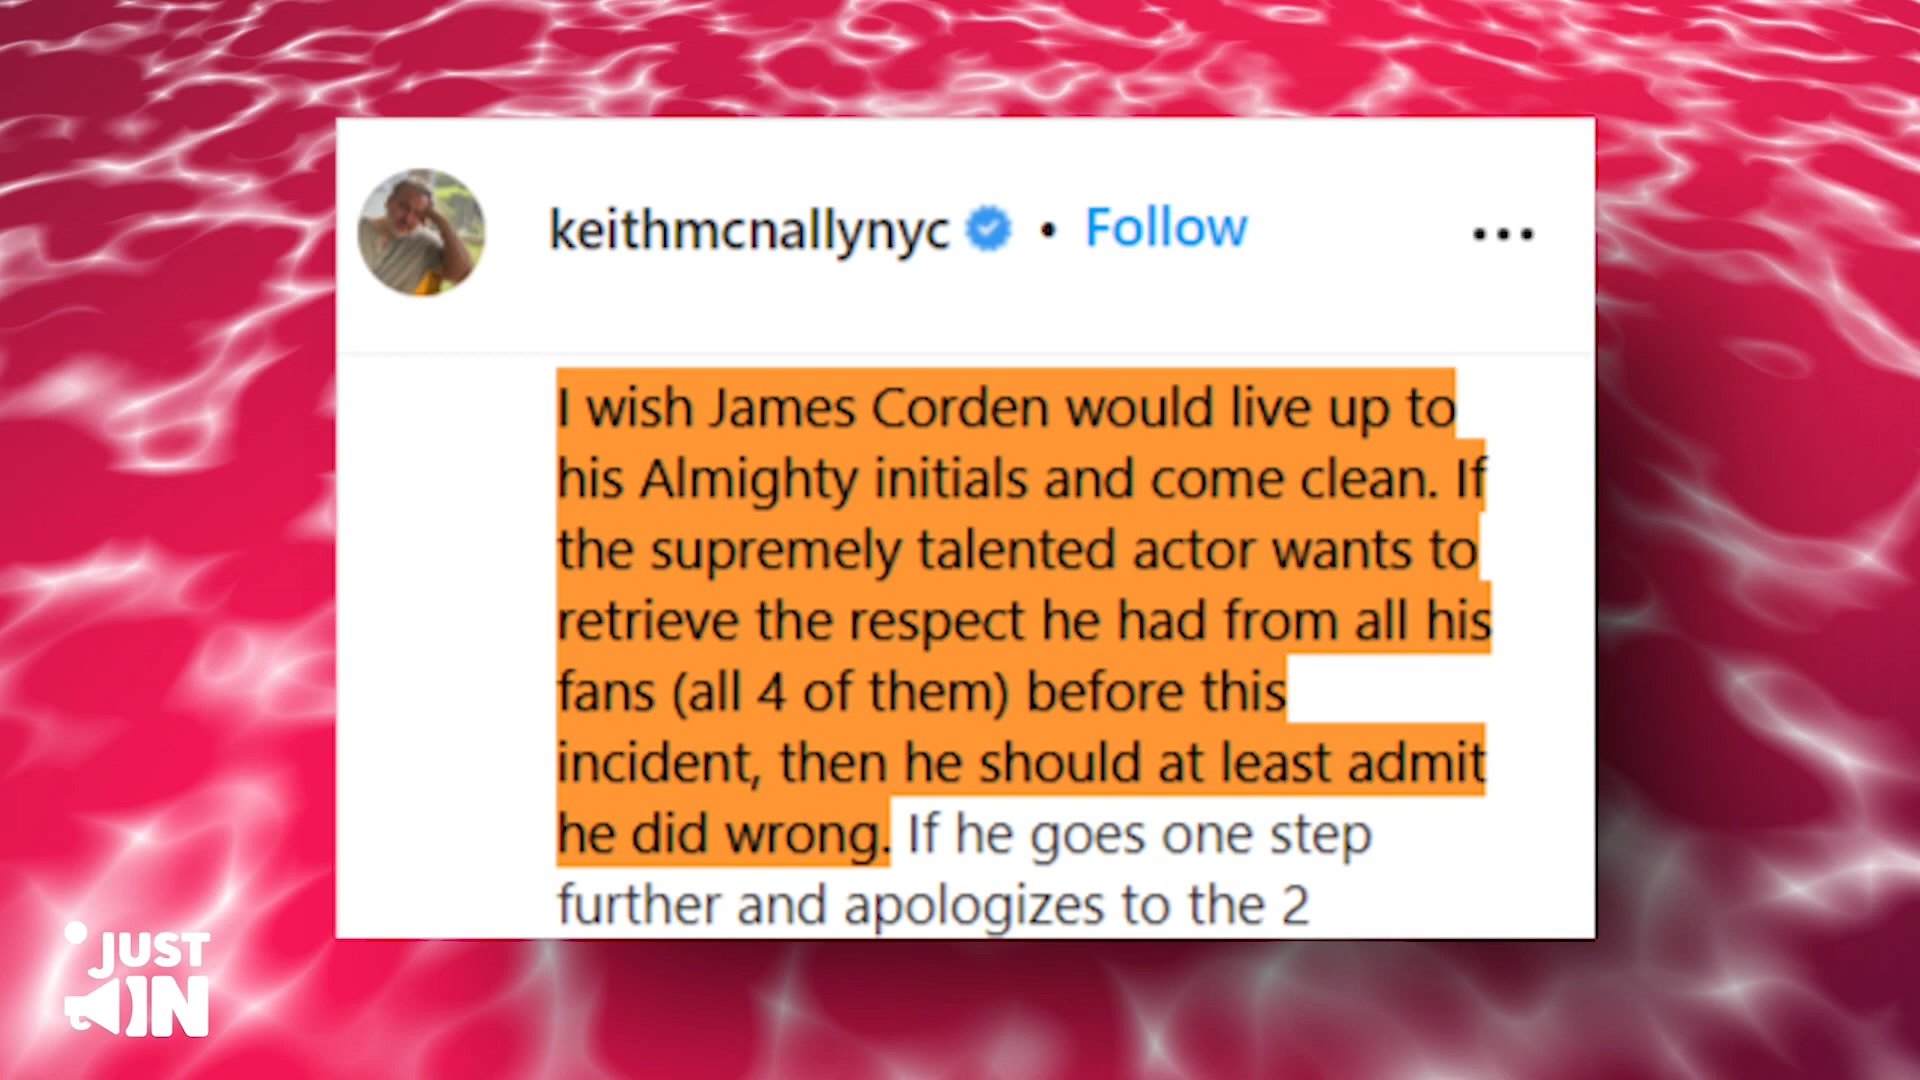 keithmcnallynyc • Follow ...
I wish James Corden would live up to
his Almighty initials and come clean. If
the supremely talented actor wants to
retrieve the respect he had from all his
fans (all 4 of them) before this
incident, then he should at least admit
he did wrong. If he goes one step
further and apologizes to the 2
JUST
IN